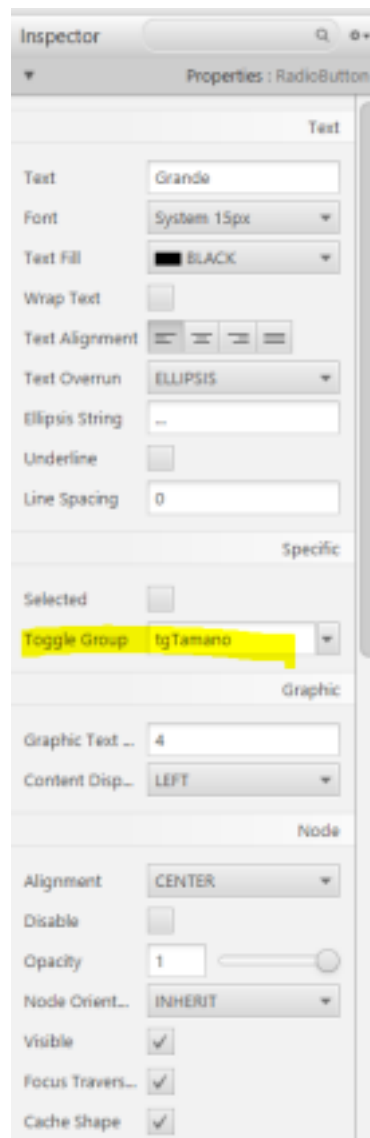 Inspector
Properties : RadioButton
Text
Text Grande
Font System 15px
Text Fill BLACK
Wrap Text
Text Alignment
Text Overrun ELLIPSIS
Ellipsis String ...
Underline
Line Spacing 0
Specific
Selected
Toggle Group tgTamano
Graphic
Graphic Text ... 4
Content Disp... LEFT
Node
Alignment CENTER
Disable
Opacity 1
Node Orient... INHERIT
Visible
Focus Travers...
Cache Shape